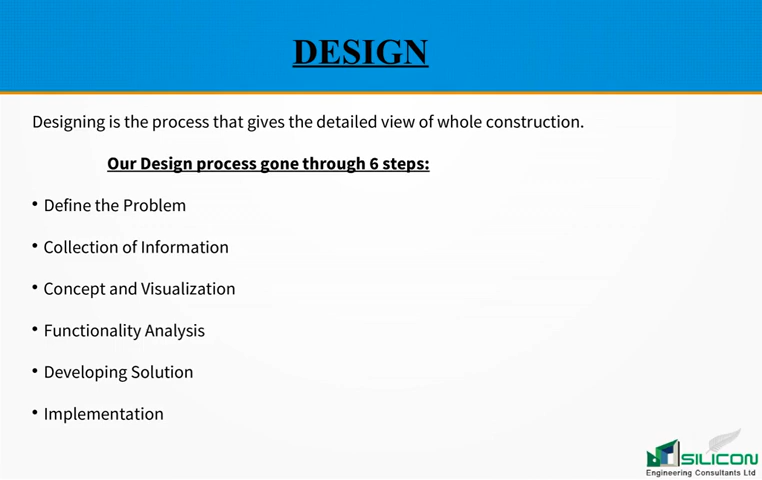 DESIGN
Designing is the process that gives the detailed view of whole construction.
Our Design process gone through 6 steps:
• Define the Problem
• Collection of Information
• Concept and Visualization
• Functionality Analysis
• Developing Solution
• Implementation
SILICON
Engineering Consultants Ltd